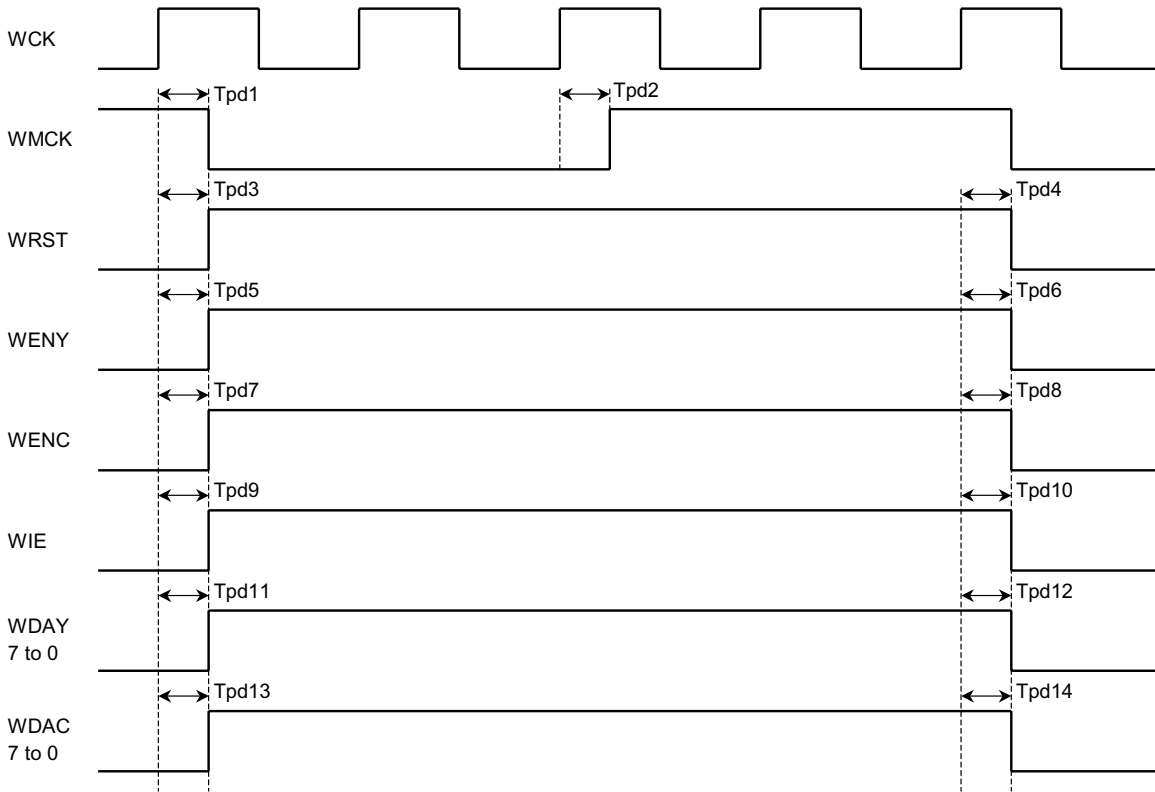 WCK
Tpd1
Tpd2
WMCK
Tpd3
Tpd4
WRST
Tpd5
Tpd6
WENY
Tpd7
Tpd8
WENC
Tpd9
Tpd10
WIE
Tpd11
Tpd12
WDAY
7 to 0
Tpd13
Tpd14
WDAC
7 to 0